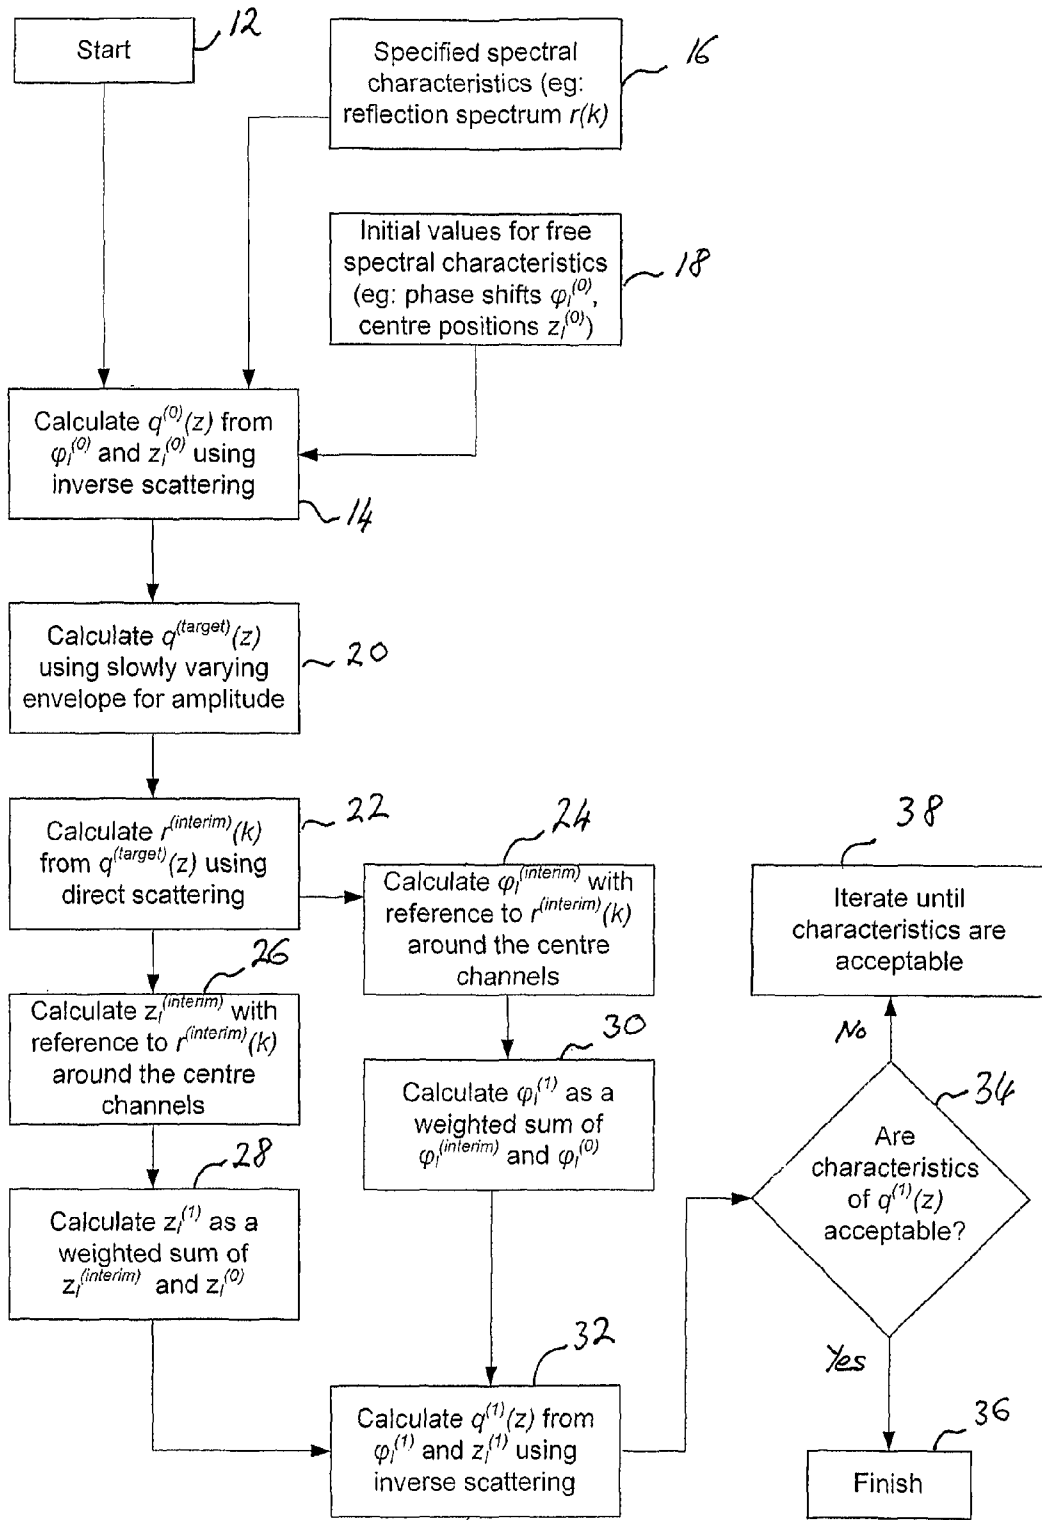 Start
12
Specified spectral
characteristics (eg:
reflection spectrum r(k)
16
Initial values for free
spectral characteristics
(eg: phase shifts φl(0),
centre positions zl(0))
18
Calculate q(0)(z) from
φl(0) and zl(0) using
inverse scattering
14
Calculate q(target)(z)
using slowly varying
envelope for amplitude
20
Calculate r(interim)(k)
from q(target)(z) using
direct scattering
22
Calculate φl(interim) with
reference to r(interim)(k)
around the centre
channels
24
Calculate zl(interim) with
reference to r(interim)(k)
around the centre
channels
26
Calculate zl(1) as a
weighted sum of
zl(interim) and zl(0)
28
Calculate φl(1) as a
weighted sum of
φl(interim) and φl(0)
30
Calculate q(1)(z) from
φl(1) and zl(1) using
inverse scattering
32
38
Iterate until
characteristics are
acceptable
No
34
Are
characteristics
of q(1)(z)
acceptable?
Yes
36
Finish